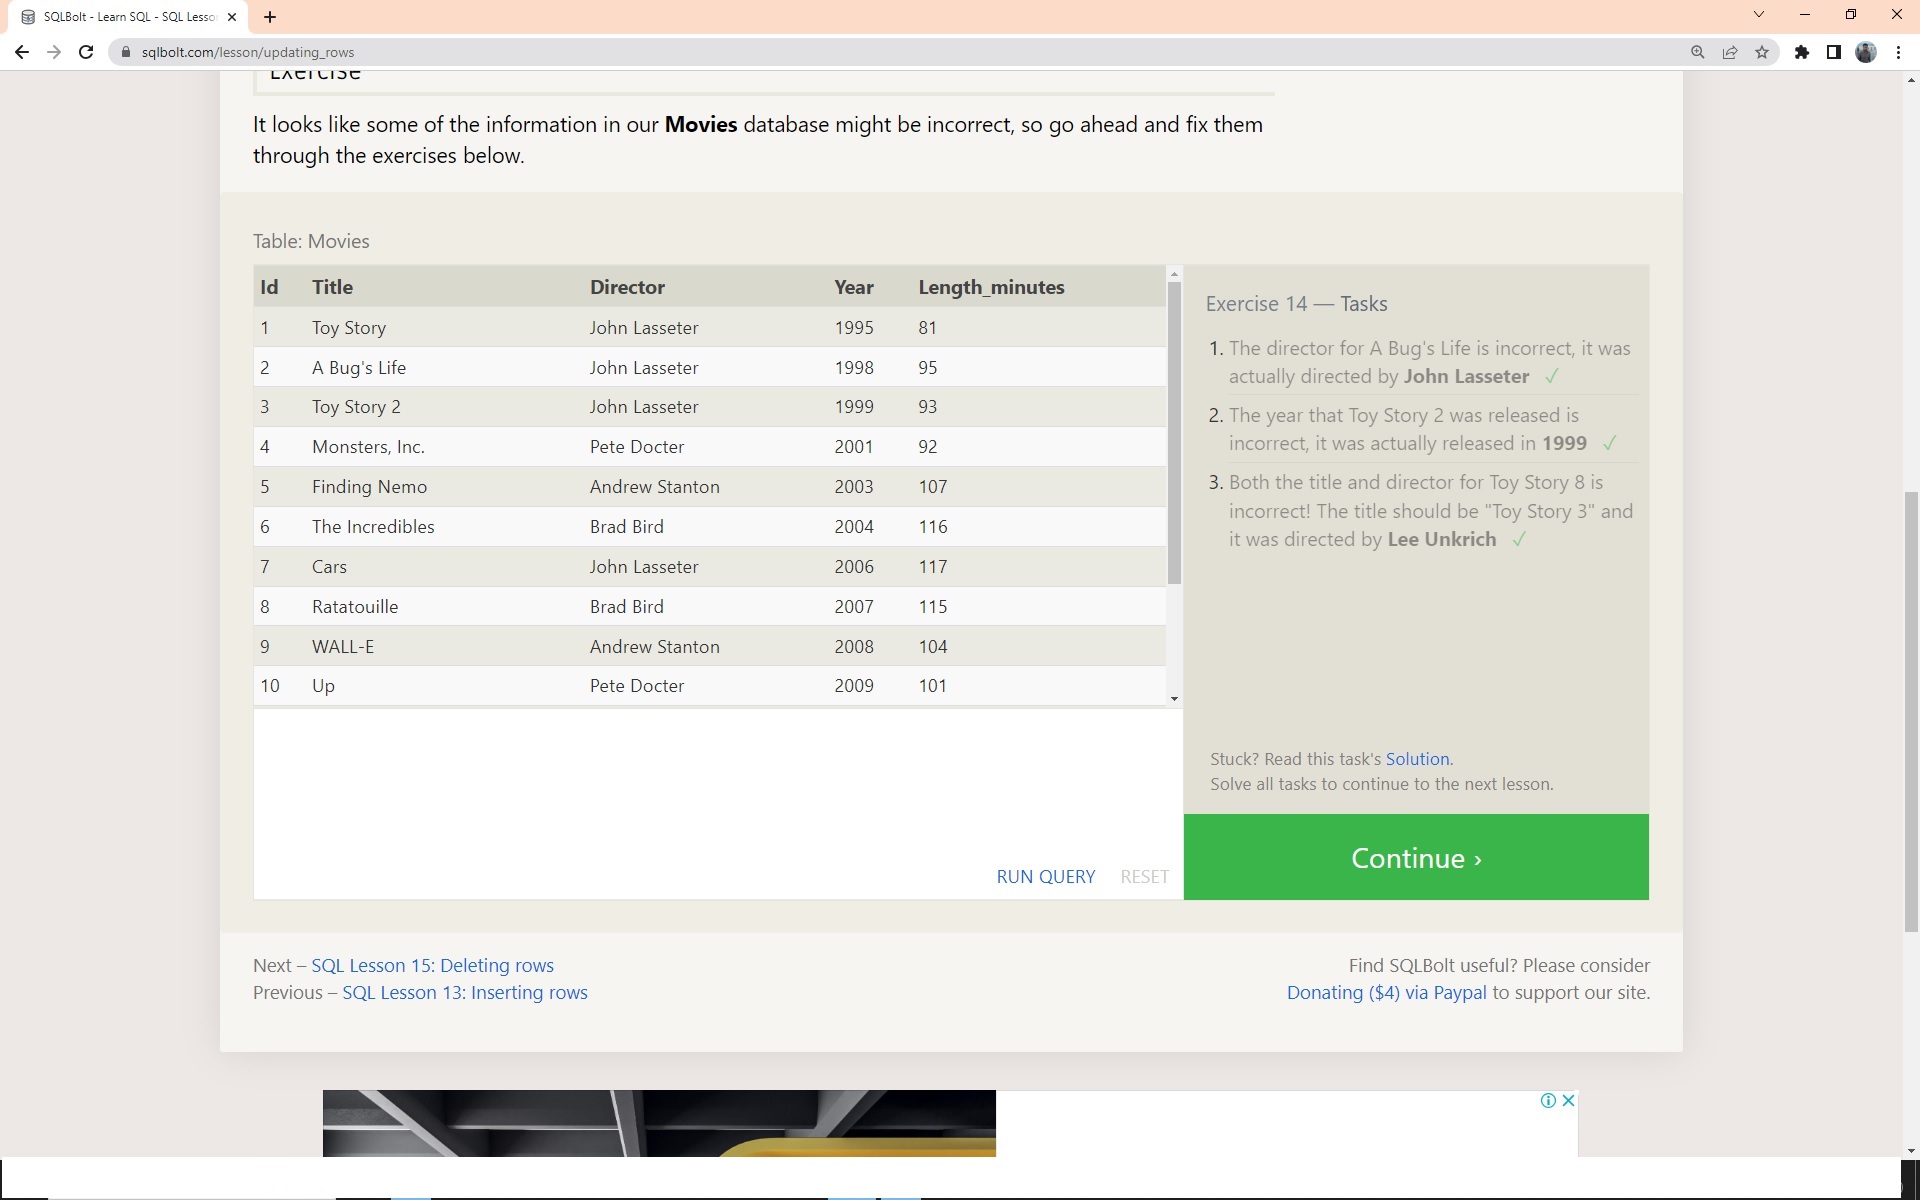 SQLBolt - Learn SQL - SQL Lesson
sqlbolt.com/lesson/updating_rows
Exercise
It looks like some of the information in our Movies database might be incorrect, so go ahead and fix them
through the exercises below.
Table: Movies
Id Title Director Year Length_minutes
1 Toy Story John Lasseter 1995 81
2 A Bug's Life John Lasseter 1998 95
3 Toy Story 2 John Lasseter 1999 93
4 Monsters, Inc. Pete Docter 2001 92
5 Finding Nemo Andrew Stanton 2003 107
6 The Incredibles Brad Bird 2004 116
7 Cars John Lasseter 2006 117
8 Ratatouille Brad Bird 2007 115
9 WALL-E Andrew Stanton 2008 104
10 Up Pete Docter 2009 101
RUN QUERY RESET
Exercise 14 — Tasks
1. The director for A Bug's Life is incorrect, it was
actually directed by John Lasseter ✓
2. The year that Toy Story 2 was released is
incorrect, it was actually released in 1999 ✓
3. Both the title and director for Toy Story 8 is
incorrect! The title should be "Toy Story 3" and
it was directed by Lee Unkrich ✓
Stuck? Read this task's Solution.
Solve all tasks to continue to the next lesson.
Continue ›
Next – SQL Lesson 15: Deleting rows
Previous – SQL Lesson 13: Inserting rows
Find SQLBolt useful? Please consider
Donating ($4) via Paypal to support our site.